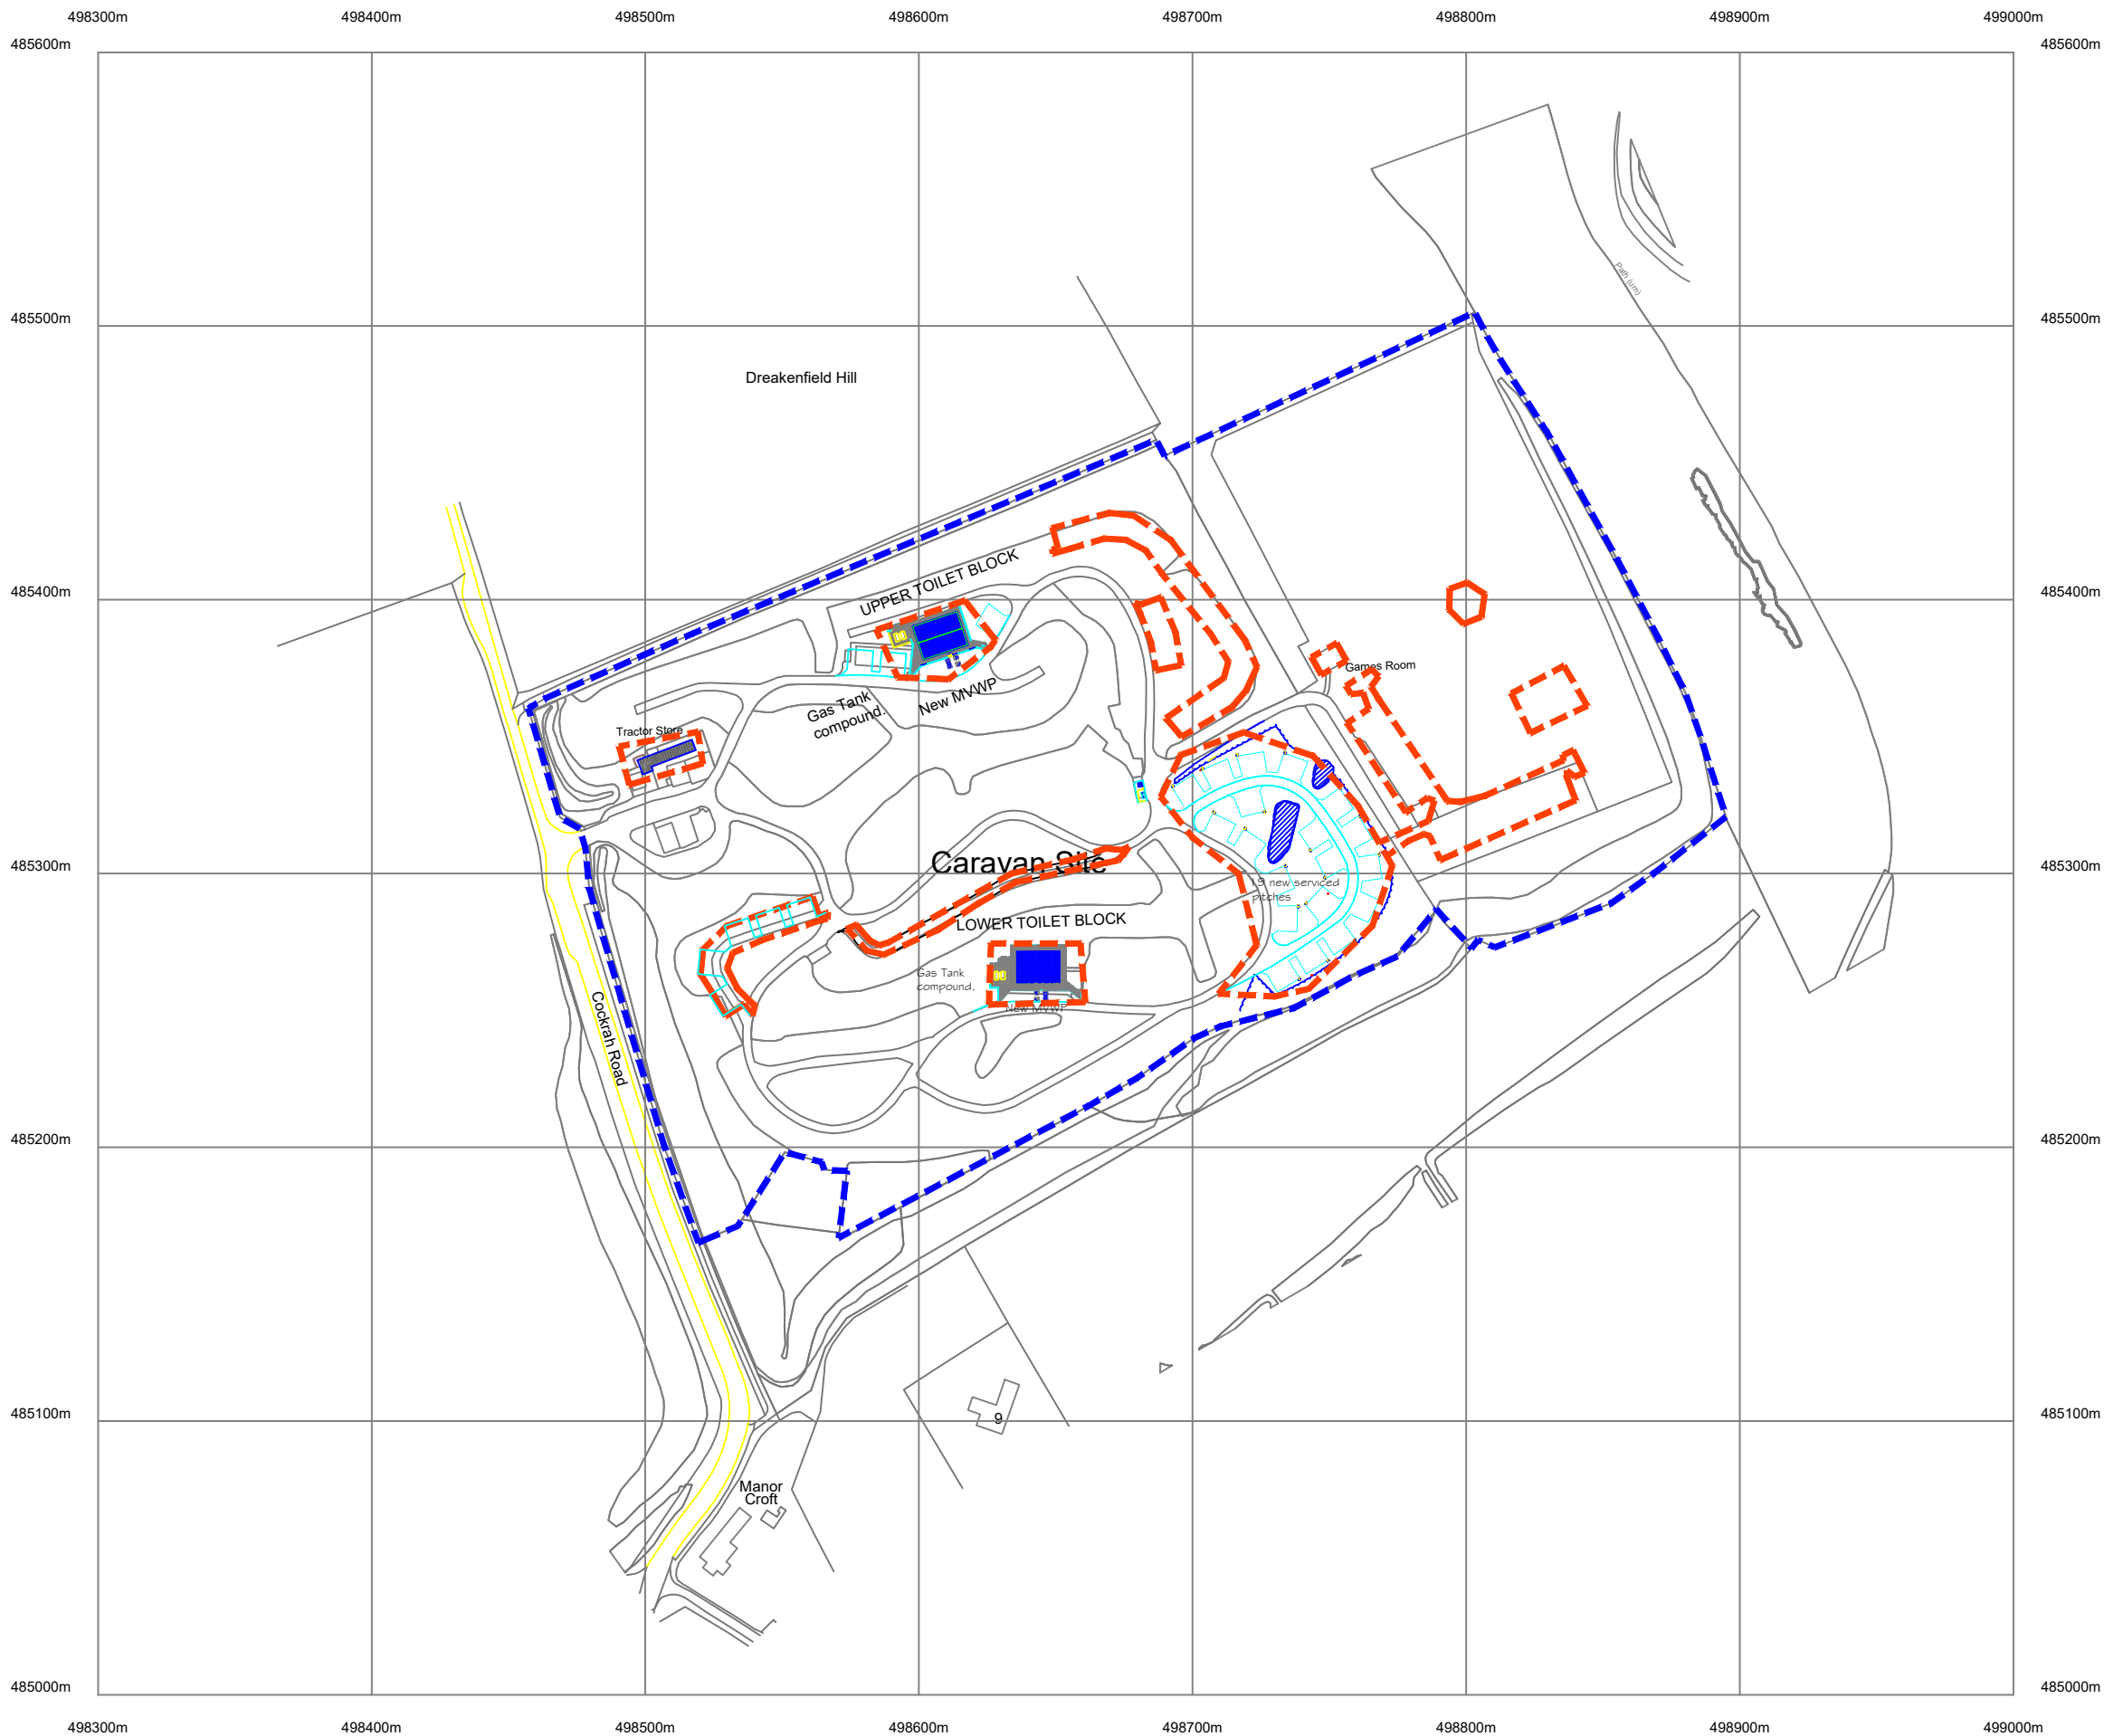 498300m
498400m
498500m
498600m
498700m
498800m
498900m
499000m
485600m
485600m
Path (um)
485500m
485500m
Dreakenfield Hill
UPPER TOILET BLOCK
485400m
485400m
Games Room
Gas Tank
compound.
New MVWP
Tractor Store
485300m
485300m
Caravan Site
19 new serviced
pitches
LOWER TOILET BLOCK
Gas Tank
compound.
New MVWP
Cockrah Road
485200m
485200m
485100m
485100m
9
Manor
Croft
485000m
485000m
498300m
498400m
498500m
498600m
498700m
498800m
498900m
499000m